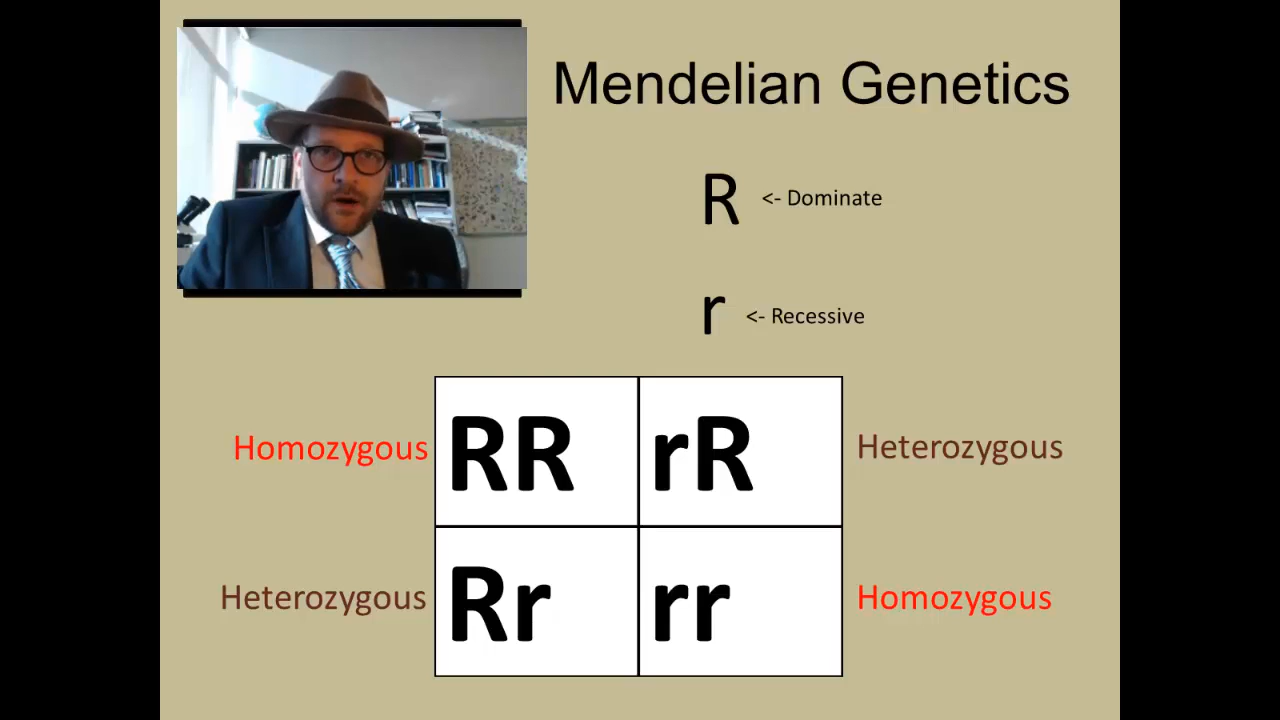 Mendelian Genetics
R <- Dominate
r <- Recessive
Homozygous RR rR Heterozygous
Heterozygous Rr rr Homozygous